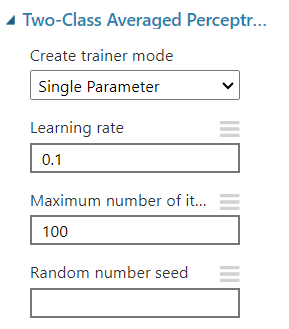 Two-Class Averaged Perceptr...
Create trainer mode
Single Parameter
Learning rate
0.1
Maximum number of it...
100
Random number seed